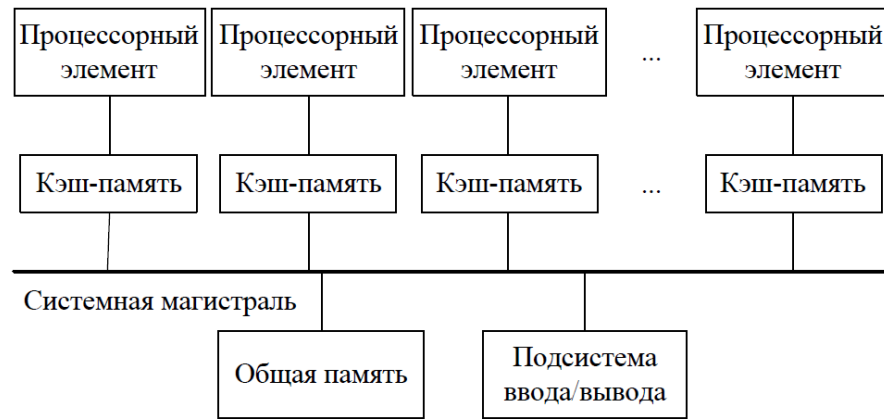 Процессорный
элемент
Процессорный
элемент
Процессорный
элемент
...
Процессорный
элемент
Кэш-память
Кэш-память
Кэш-память
...
Кэш-память
Системная магистраль
Общая память
Подсистема
ввода/вывода